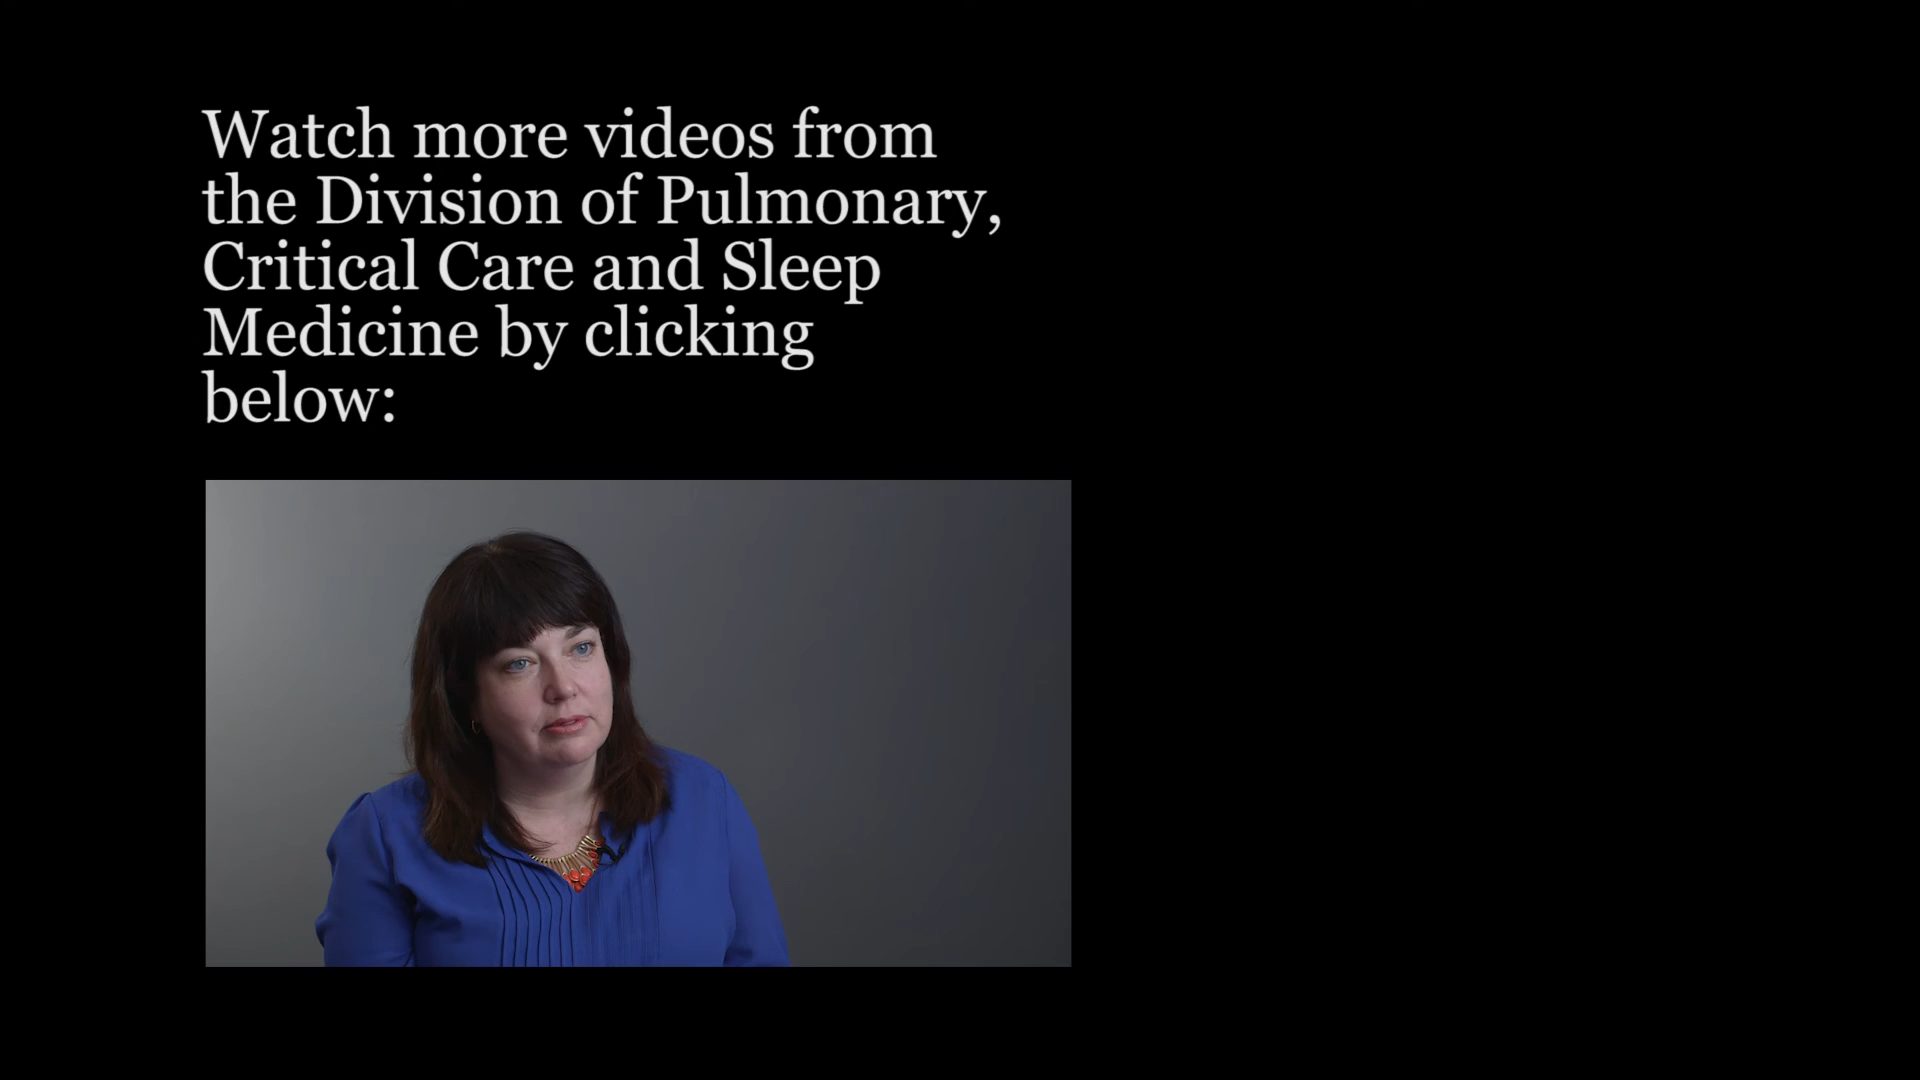 Watch more videos from
the Division of Pulmonary,
Critical Care and Sleep
Medicine by clicking
below: